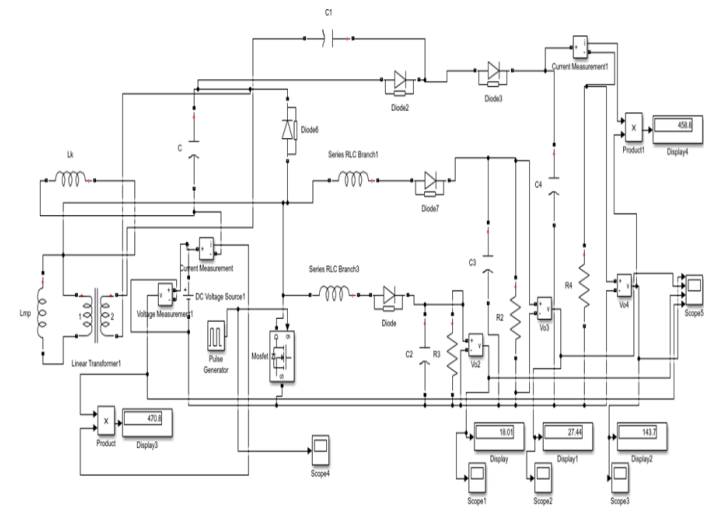 C1
Current Measurement1
Diode2
Diode3
458.6
Display4
Product1
Diode6
C
Lk
Series RLC Branch1
Diode7
C4
C3
R4
Current Measurement
Series RLC Branch3
DC Voltage Source1
Voltage Measurement1
Lmp
1
2
Linear Transformer1
Diode
R2
Vo3
Vo4
Scope5
Pulse
Generator
Mosfet
C2
R3
Vo2
470.8
Product
Display3
Scope4
18.01
27.44
143.7
Display
Display1
Display2
Scope1
Scope2
Scope3